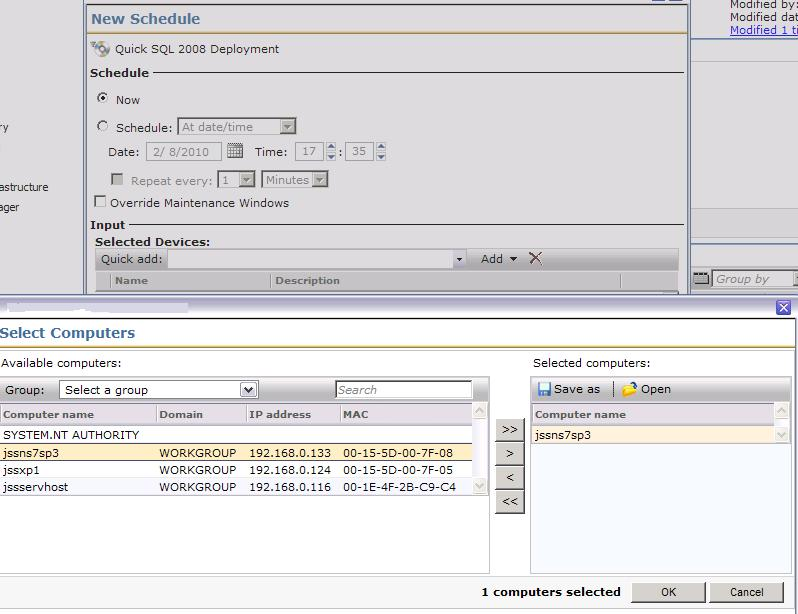 New Schedule
Modified by:
Modified dat
Modified 1 ti
Quick SQL 2008 Deployment
Schedule
Now
Schedule: At date/time
Date: 2/ 8/2010 Time: 17 : 35
Repeat every: 1 Minutes
Override Maintenance Windows
ry
astructure
ager
Input
Selected Devices:
Quick add: Add
Name Description
Group by
Select Computers
Available computers:
Group: Select a group Search
Computer name Domain IP address MAC
SYSTEM.NT AUTHORITY
jssns7sp3 WORKGROUP 192.168.0.133 00-15-5D-00-7F-08
jssxp1 WORKGROUP 192.168.0.124 00-15-5D-00-7F-05
jsservhost WORKGROUP 192.168.0.116 00-1E-4F-2B-C9-C4
>>
>
<
<<
Selected computers:
Save as Open
Computer name
jssns7sp3
1 computers selected OK Cancel